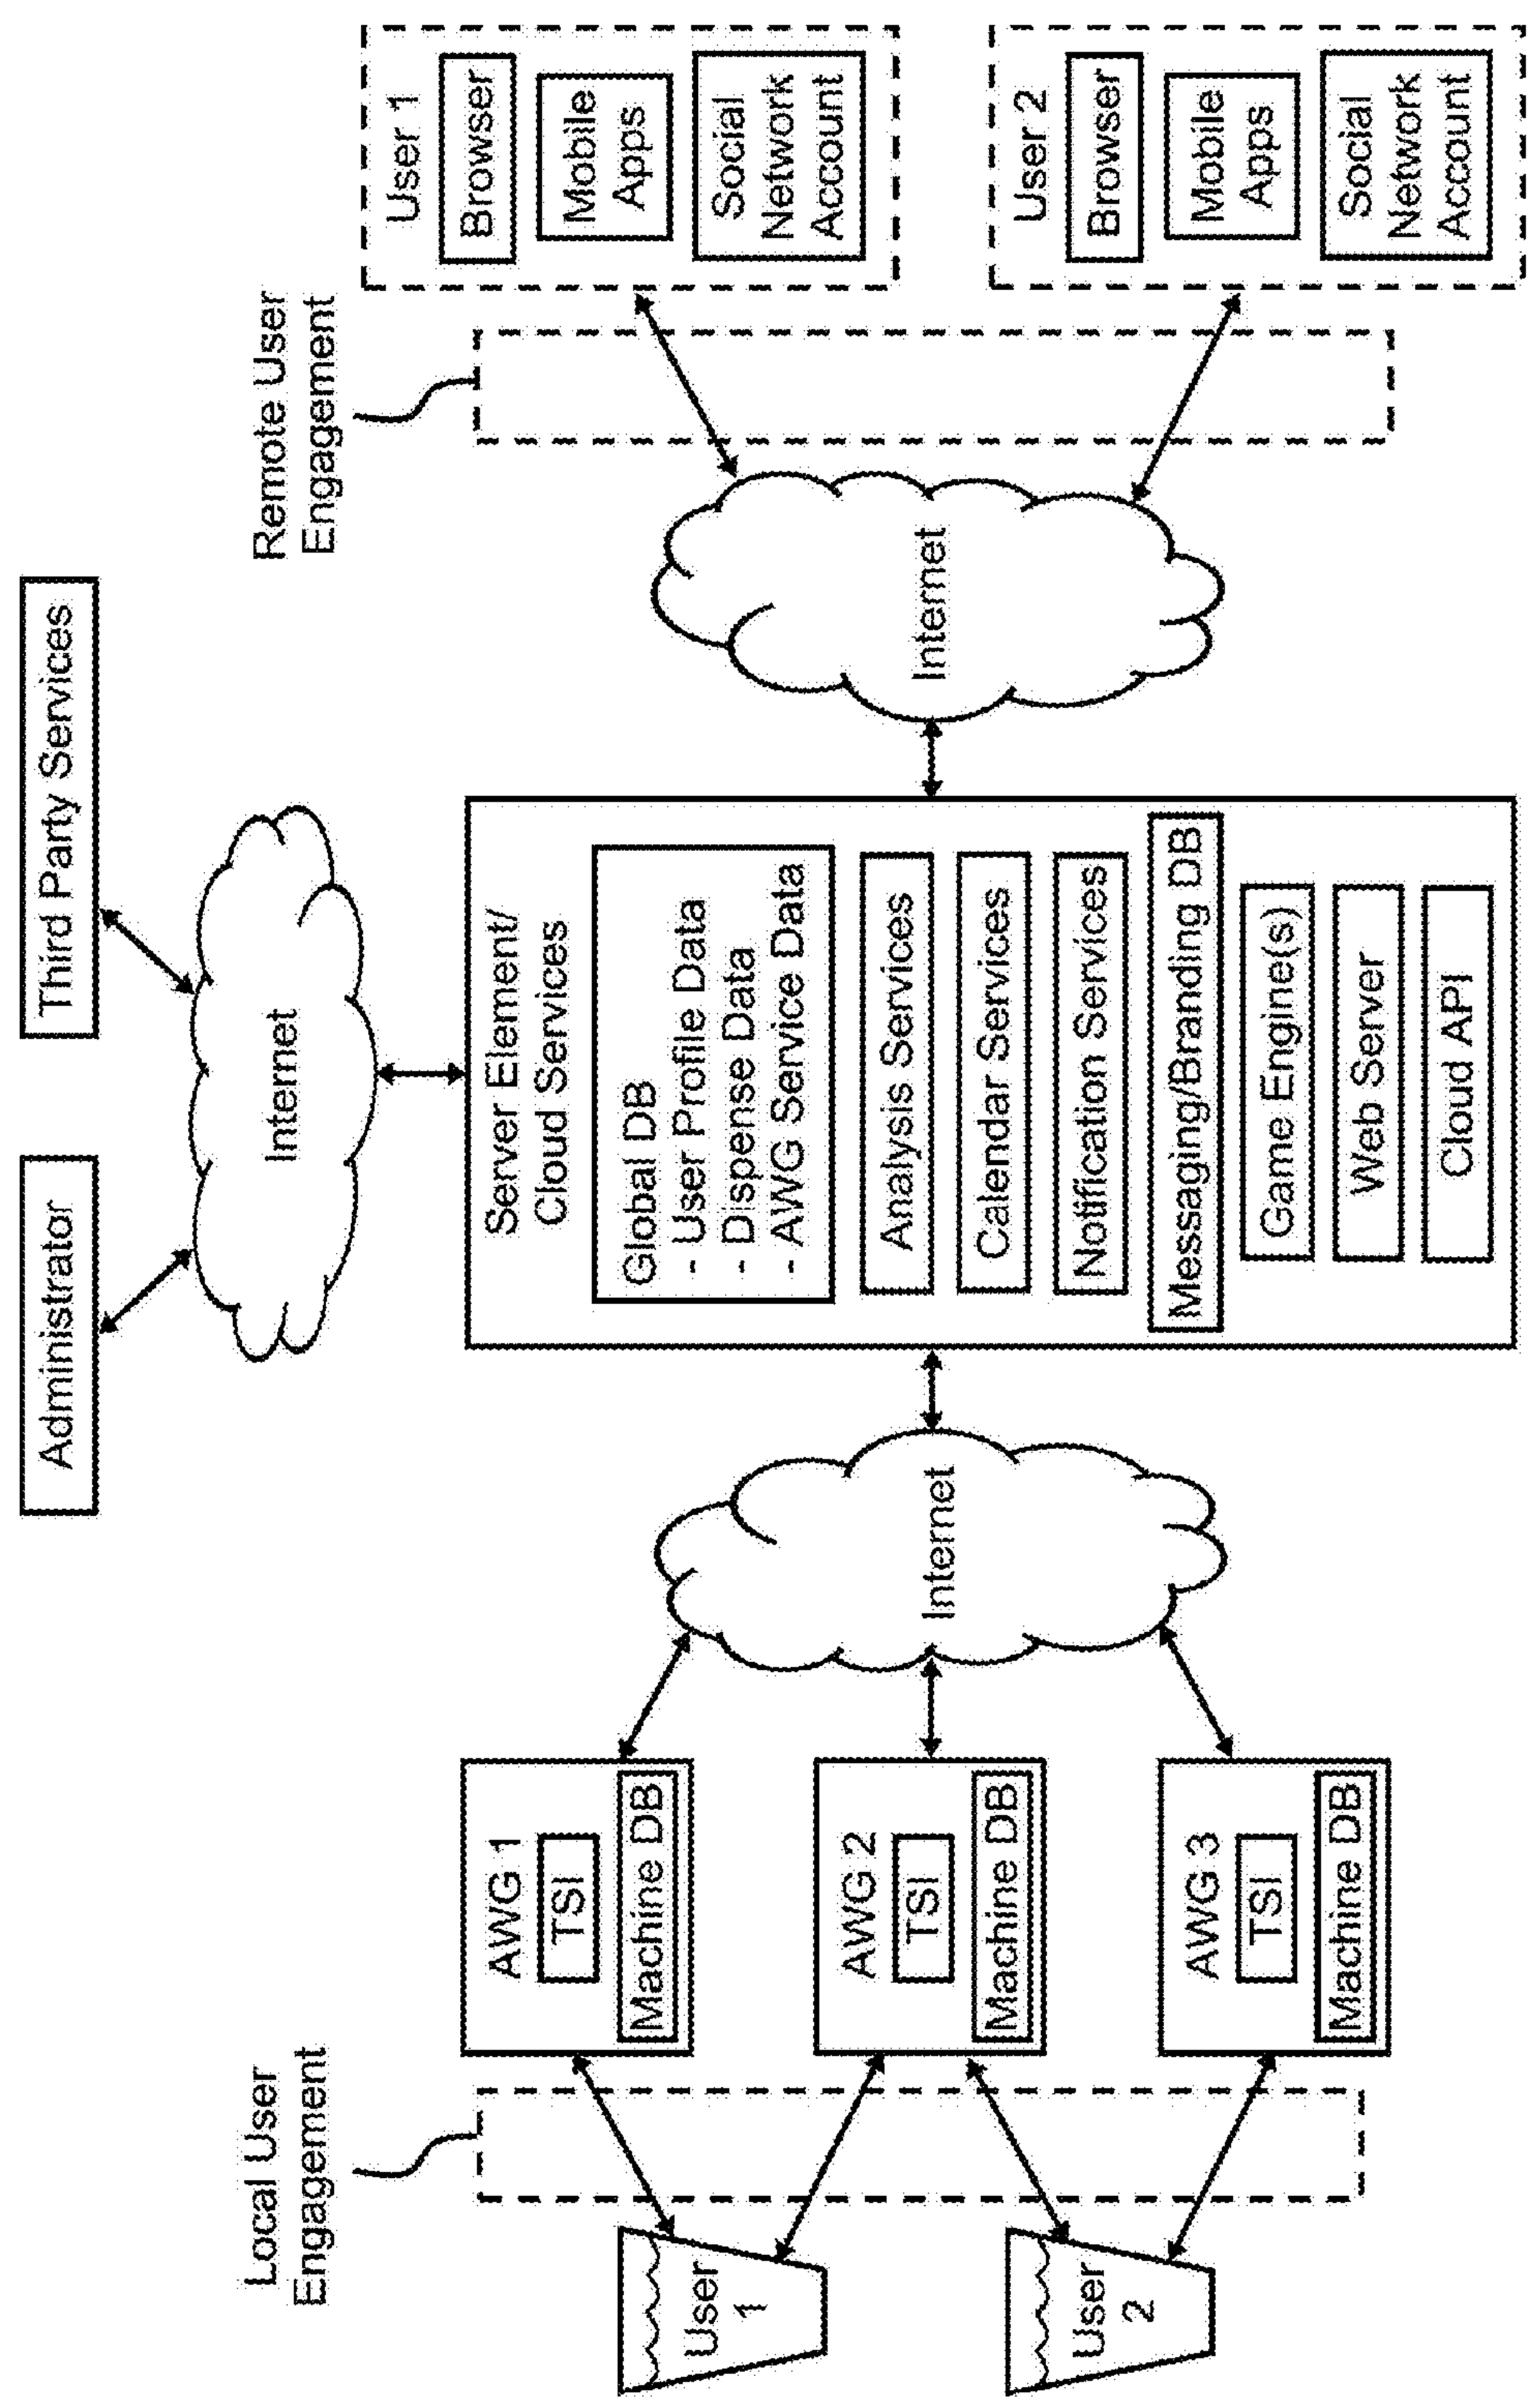 Administrator
Third Party Services
Internet
Local User
Engagement
Remote User
Engagement
User
1
User
2
AWG 1
TSI
Machine DB
AWG 2
TSI
Machine DB
AWG 3
TSI
Machine DB
Internet
Server Element/
Cloud Services
Global DB
- User Profile Data
- Dispense Data
- AWG Service Data
Analysis Services
Calendar Services
Notification Services
Messaging/Branding DB
Game Engine(s)
Web Server
Cloud API
Internet
User 1
Browser
Mobile
Apps
Social
Network
Account
User 2
Browser
Mobile
Apps
Social
Network
Account